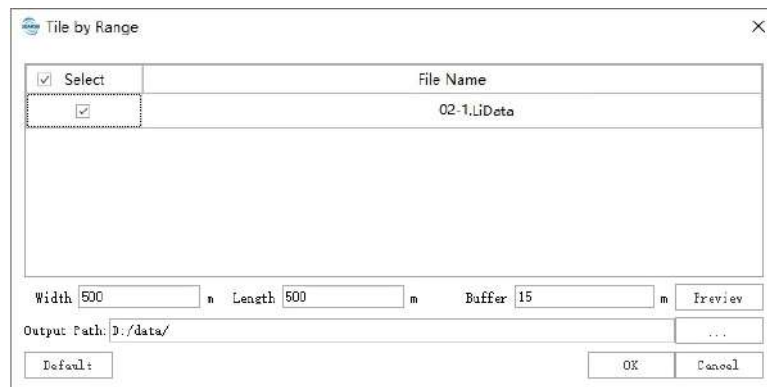 Tile by Range
Select File Name
02-1.LiData
Width 500 m Length 500 m Buffer 15 m Preview
Output Path: D:/data/ ...
Default OK Cancel